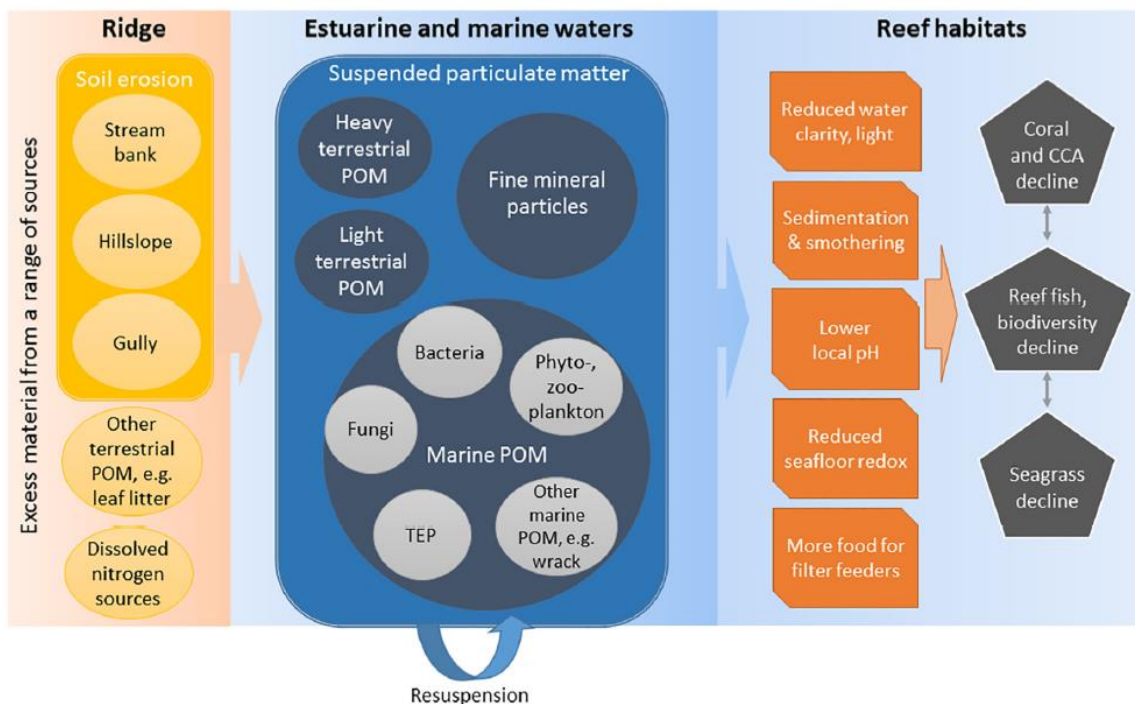 Ridge
Excess material from a range of sources
Soil erosion
Stream
bank
Hillslope
Gully
Other
terrestrial
POM, e.g.
leaf litter
Dissolved
nitrogen
sources
Estuarine and marine waters
Suspended particulate matter
Heavy
terrestrial
POM
Fine mineral
particles
Light
terrestrial
POM
Bacteria
Phyto-,
zoo-
plankton
Fungi
Marine POM
TEP
Other
marine
POM, e.g.
wrack
Resuspension
Reef habitats
Reduced water
clarity, light
Sedimentation
& smothering
Lower
local pH
Reduced
seafloor redox
More food for
filter feeders
Coral
and CCA
decline
Reef fish,
biodiversity
decline
Seagrass
decline